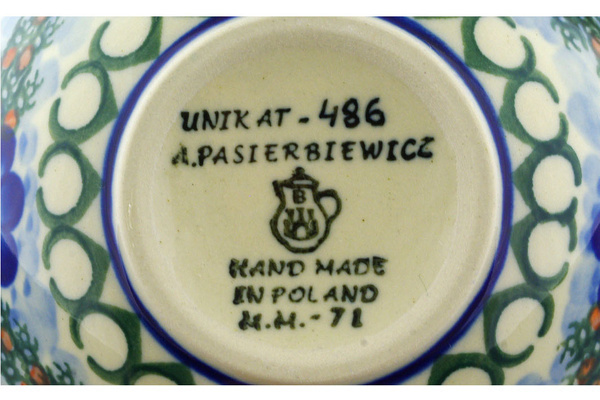 UNIKAT - 486
A.PASIERBIEWICZ
B
HAND MADE
IN POLAND
M.M.-71